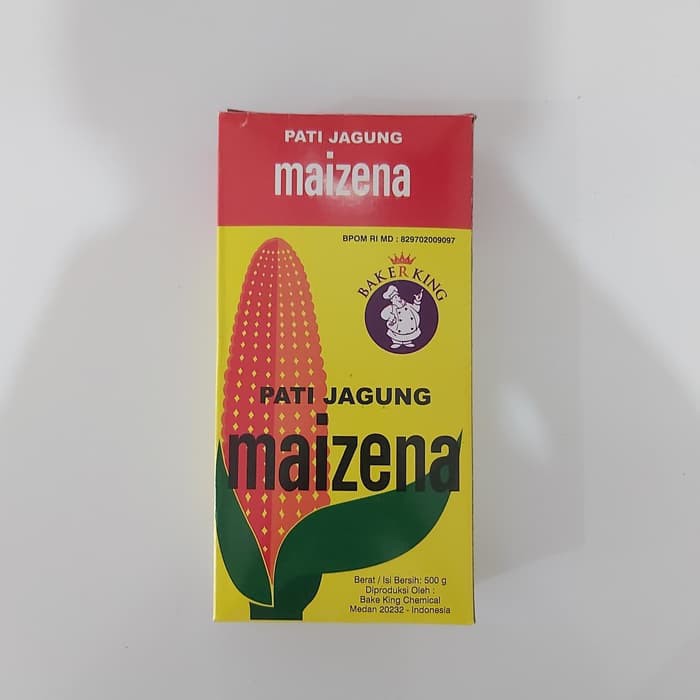 PATI JAGUNG
maizena
BPOM RI MD : 829702009097
BAKER KING
PATI JAGUNG
maizena
Berat / Isi Bersih: 500 g
Diproduksi Oleh :
Bake King Chemical
Medan 20232 - Indonesia